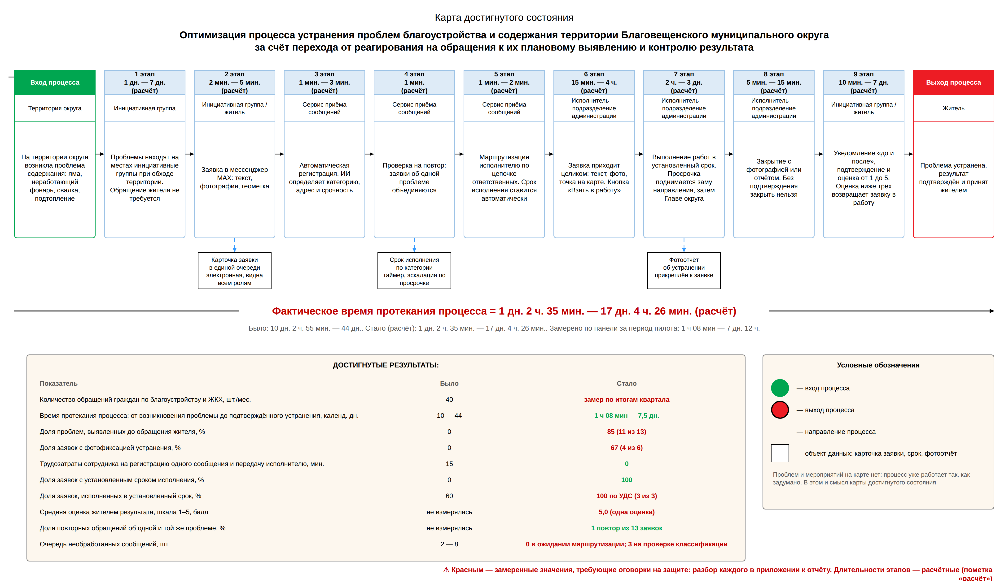 Карта достигнутого состояния
Оптимизация процесса устранения проблем благоустройства и содержания территории Благовещенского муниципального округа
за счёт перехода от реагирования на обращения к их плановому выявлению и контролю результата
Вход процесса
Территория округа
На территории округа
возникла проблема
содержания: яма,
неработающий
фонарь, свалка,
подтопление
1 этап
1 дн. — 7 дн.
(расчёт)
Инициативная группа
Проблемы находят на
местах инициативные
группы при обходе
территории.
Обращение жителя не
требуется
2 этап
2 мин. — 5 мин.
(расчёт)
Инициативная группа /
житель
Заявка в мессенджер
MAX: текст,
фотография, геометка
3 этап
1 мин. — 3 мин.
(расчёт)
Сервис приёма
сообщений
Автоматическая
регистрация. ИИ
определяет категорию,
адрес и срочность
4 этап
1 мин.
(расчёт)
Сервис приёма
сообщений
Проверка на повтор:
заявки об одной
проблеме
объединяются
5 этап
1 мин. — 2 мин.
(расчёт)
Сервис приёма
сообщений
Маршрутизация
исполнителю по
цепочке
ответственных. Срок
исполнения ставится
автоматически
6 этап
15 мин. — 4 ч.
(расчёт)
Исполнитель —
подразделение
администрации
Заявка приходит
целиком: текст, фото,
точка на карте. Кнопка
«Взять в работу»
7 этап
2 ч. — 3 дн.
(расчёт)
Исполнитель —
подразделение
администрации
Выполнение работ в
установленный срок.
Просрочка
поднимается заму
направления, затем
Главе округа
8 этап
5 мин. — 15 мин.
(расчёт)
Исполнитель —
подразделение
администрации
Закрытие с
фотографией или
отчётом. Без
подтверждения
закрыть нельзя
9 этап
10 мин. — 7 дн.
(расчёт)
Инициативная группа /
житель
Уведомление «до и
после»,
подтверждение и
оценка от 1 до 5.
Оценка ниже трёх
возвращает заявку в
работу
Выход процесса
Житель
Проблема устранена,
результат
подтверждён и принят
жителем
Карточка заявки
в единой очереди
электронная, видна
всем ролям
Срок исполнения
по категории
таймер, эскалация по
просрочке
Фотоотчёт
об устранении
прикреплён к заявке
Фактическое время протекания процесса = 1 дн. 2 ч. 35 мин. — 17 дн. 4 ч. 26 мин. (расчёт)
Было: 10 дн. 2 ч. 55 мин. — 44 дн.. Стало (расчёт): 1 дн. 2 ч. 35 мин. — 17 дн. 4 ч. 26 мин.. Замерено по панели за период пилота: 1 ч 08 мин — 7 дн. 12 ч.
ДОСТИГНУТЫЕ РЕЗУЛЬТАТЫ:
Показатель Было Стало
Количество обращений граждан по благоустройству и ЖКХ, шт./мес. 40 замер по итогам квартала
Время протекания процесса: от возникновения проблемы до подтверждённого устранения, календ. дн. 10 — 44 1 ч 08 мин — 7,5 дн.
Доля проблем, выявленных до обращения жителя, % 0 85 (11 из 13)
Доля заявок с фотофиксацией устранения, % 0 67 (4 из 6)
Трудозатраты сотрудника на регистрацию одного сообщения и передачу исполнителю, мин. 15 0
Доля заявок с установленным сроком исполнения, % 0 100
Доля заявок, исполненных в установленный срок, % 60 100 по УДС (3 из 3)
Средняя оценка жителем результата, шкала 1–5, балл не измерялась 5,0 (одна оценка)
Доля повторных обращений об одной и той же проблеме, % не измерялась 1 повтор из 13 заявок
Очередь необработанных сообщений, шт. 2 — 8 0 в ожидании маршрутизации; 3 на проверке классификации
Условные обозначения
— вход процесса
— выход процесса
— направление процесса
— объект данных: карточка заявки, срок, фотоотчёт
Проблем и мероприятий на карте нет: процесс уже работает так, как
задумано. В этом и смысл карты достигнутого состояния
⚠ Красным — замеренные значения, требующие оговорки на защите: разбор каждого в приложении к отчёту. Длительности этапов — расчётные (пометка
«расчёт»)